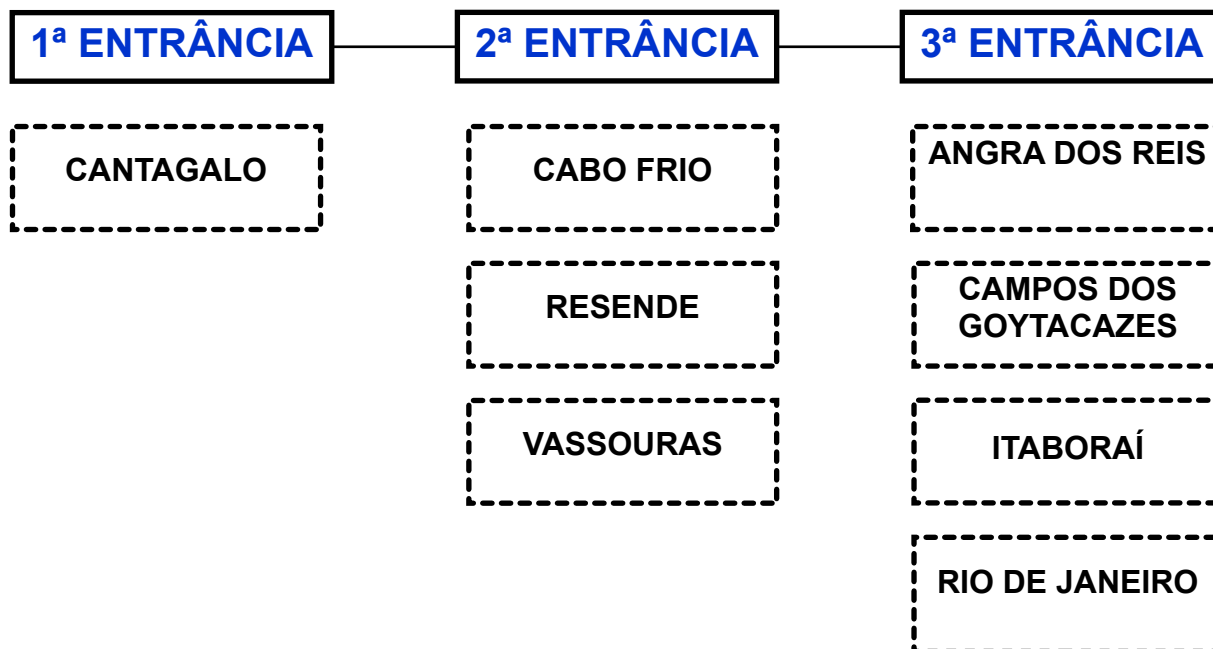 1ª ENTRÂNCIA
2ª ENTRÂNCIA
3ª ENTRÂNCIA
CANTAGALO
CABO FRIO
ANGRA DOS REIS
RESENDE
CAMPOS DOS
GOYTACAZES
VASSOURAS
ITABORAÍ
RIO DE JANEIRO